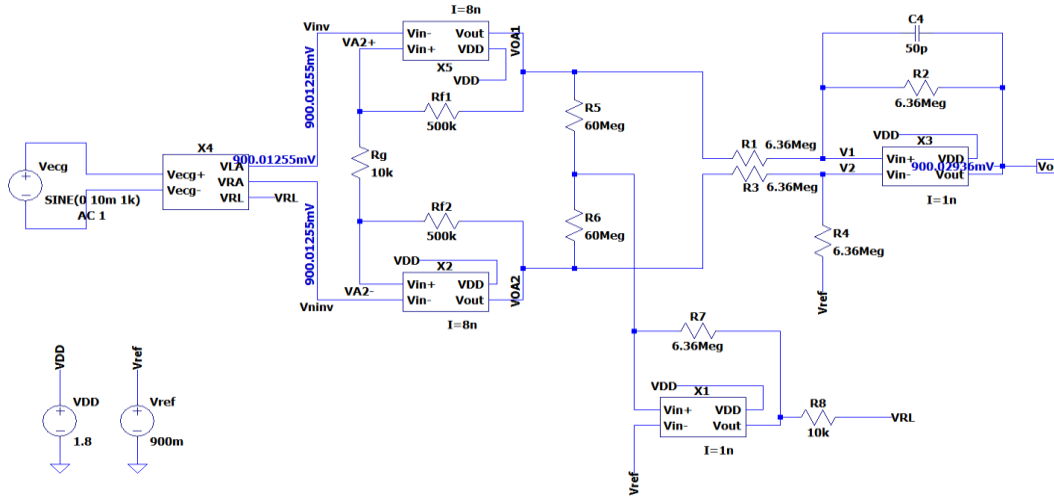 I=8n
Vinv
Vin- Vout
VA2+
Vin+ VDD
X5
VDD
VOA1
900.01255mV
Rf1
500k
Rg
10k
Rf2
500k
VDD
X2
Vin+ VDD
Vin- Vout
VA2-
Vninv
I=8n
VOA2
900.01255mV
Vecg
SINE(0 10m 1k)
AC 1
X4
Vecg+
Vecg-
VLA
VRA
VRL
VRL
900.01255mV
R5
60Meg
R6
60Meg
R1 6.36Meg
R3 6.36Meg
C4
50p
R2
6.36Meg
VDD
X3
V1
V2
Vin+ VDD
Vin- Vout
900.02936mV
I=1n
Vo
R4
6.36Meg
Vref
R7
6.36Meg
VDD
X1
Vin+ VDD
Vin- Vout
I=1n
Vref
R8
10k
VRL
VDD
VDD
1.8
Vref
Vref
900m